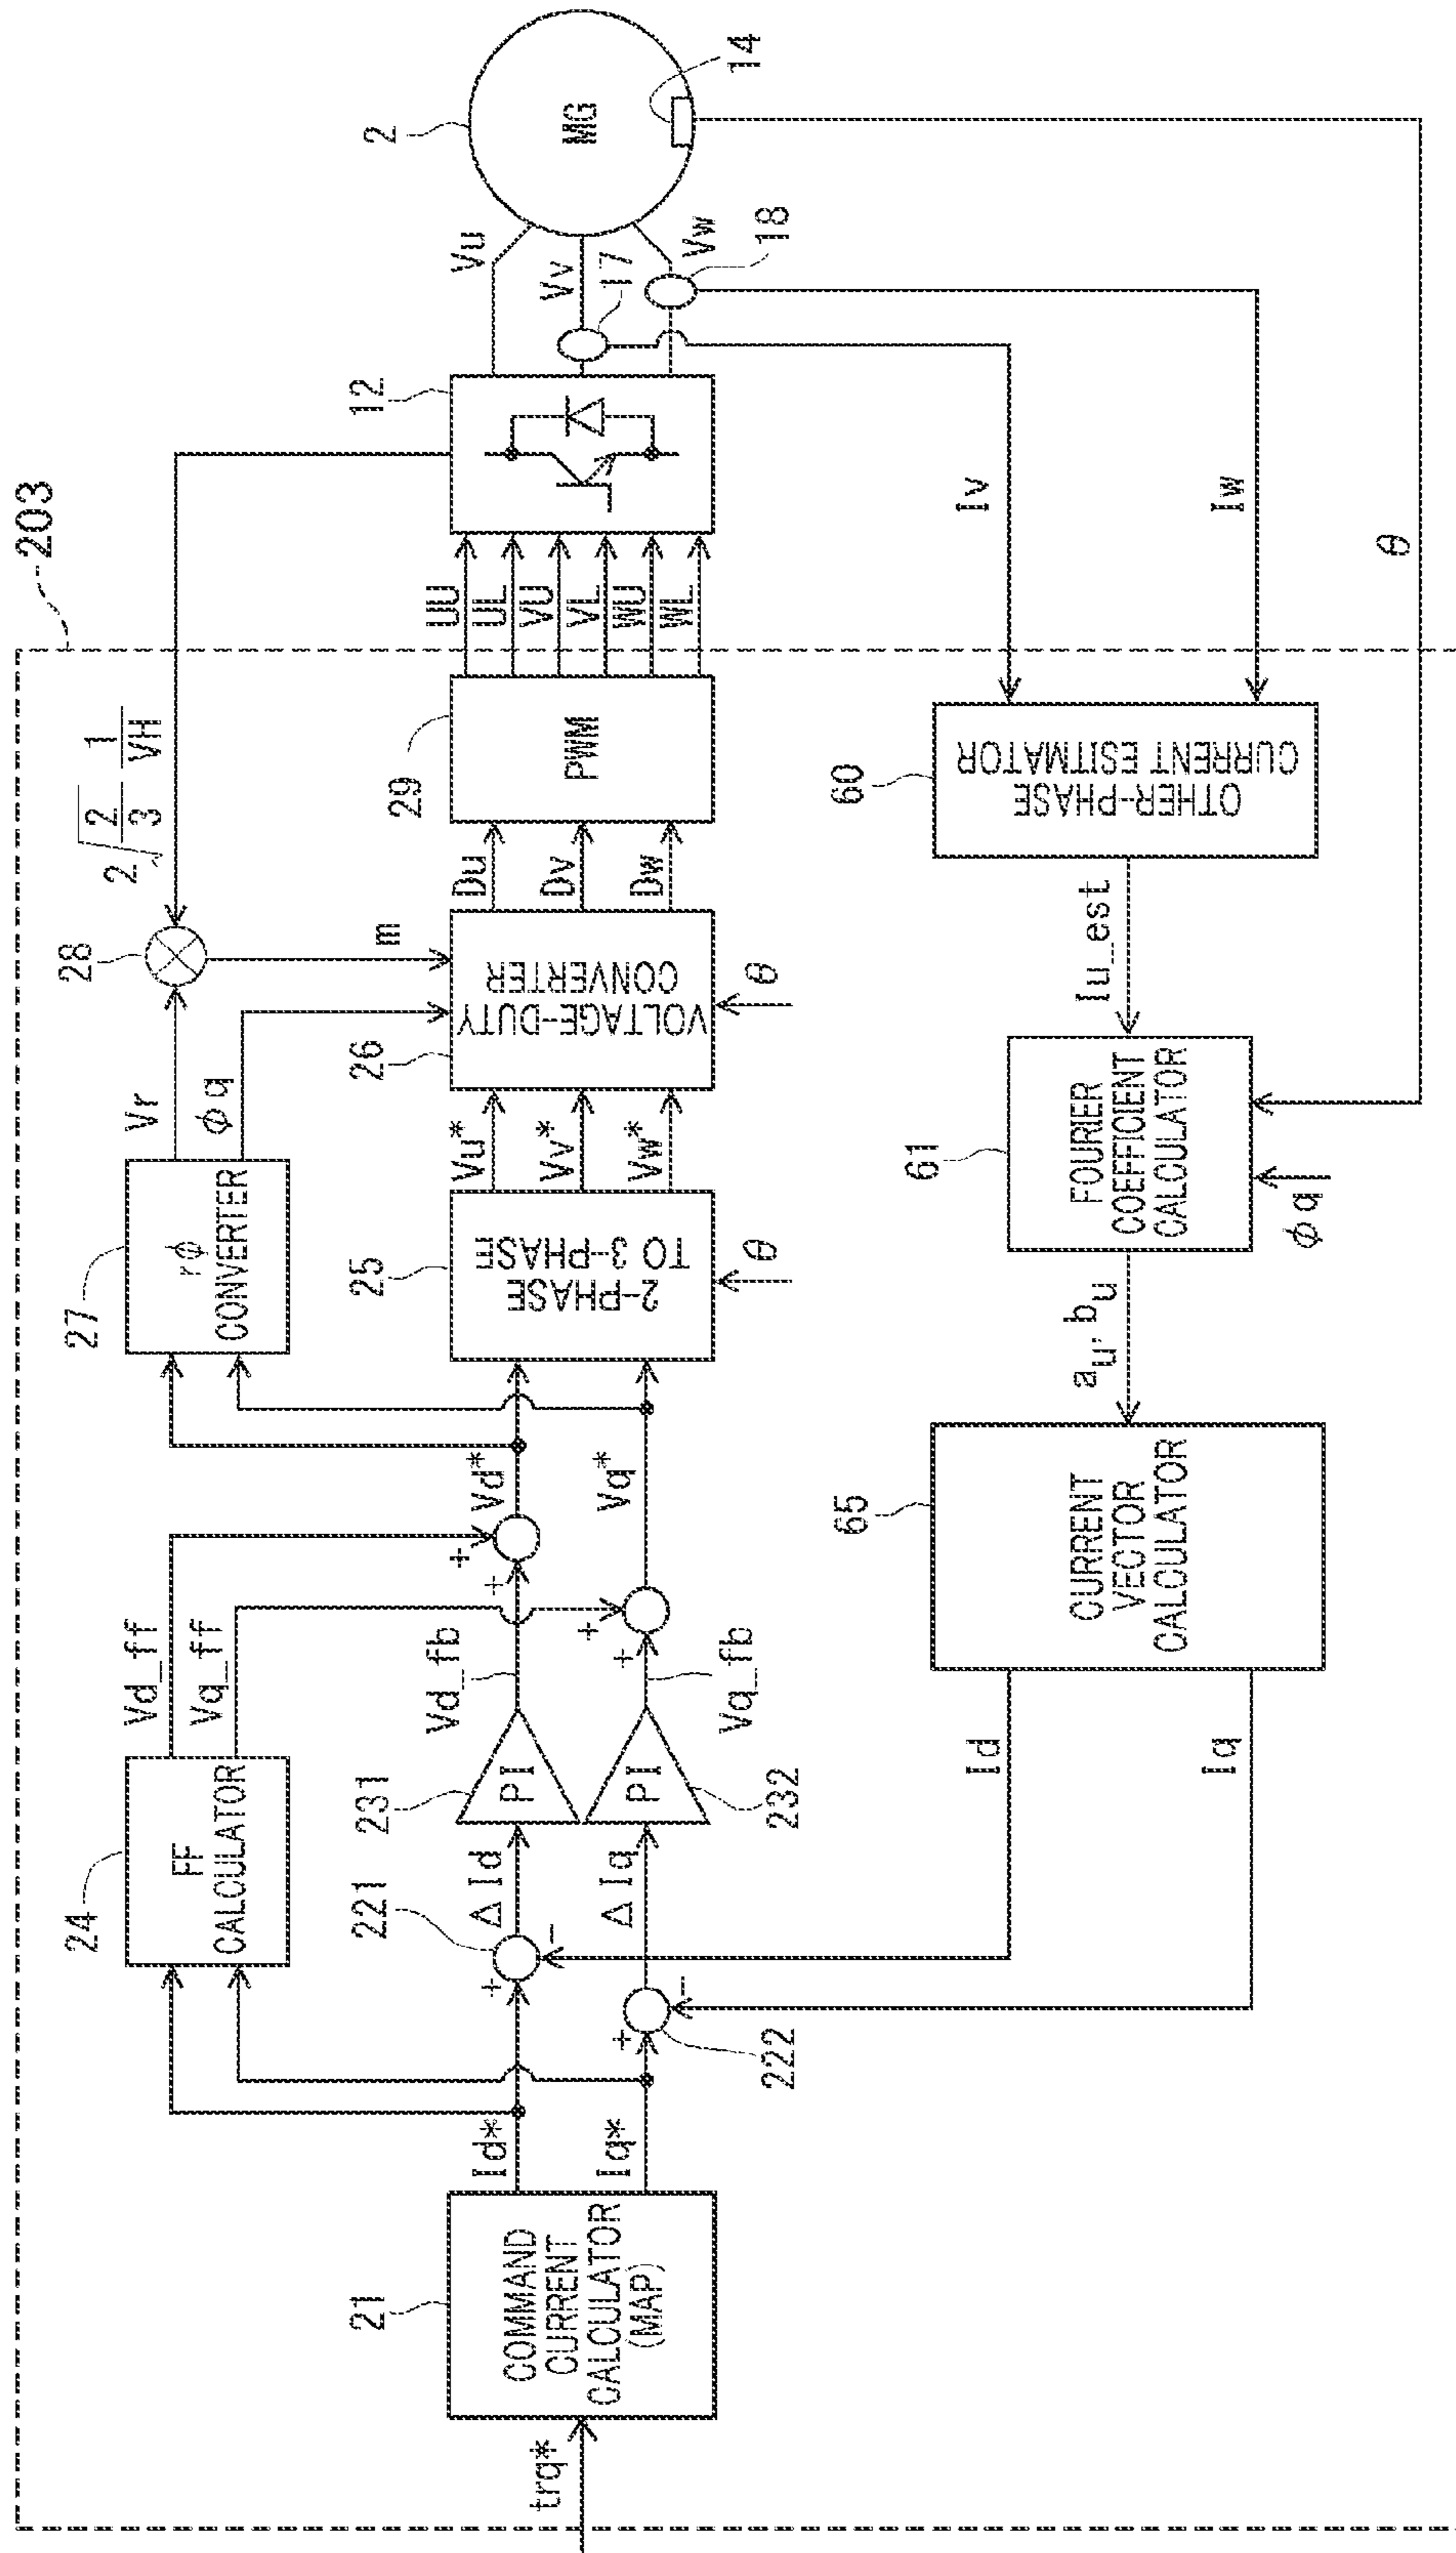 203
trq*
21
COMMAND
CURRENT
CALCULATOR
(MAP)
Id*
Iq*
24
FF
CALCULATOR
Vd_ff
Vq_ff
221
222
+
-
+
-
ΔId
ΔIq
231
PI
232
PI
Vd_fb
Vq_fb
+
+
+
+
Vd*
Vq*
27
rϕ
CONVERTER
Vr
ϕq
28
2√2/3 1/VH
m
25
2-PHASE
TO 3-PHASE
θ
Vu*
Vv*
Vw*
26
VOLTAGE-DUTY
CONVERTER
θ
Du
Dv
Dw
29
PWM
UU
UL
VU
VL
WU
WL
12
Vu
Vv
Vw
17
18
2
MG
14
Iv
Iw
θ
60
OTHER-PHASE
CURRENT ESITMATOR
Iu_est
61
FOURIER
COEFFICIENT
CALCULATOR
ϕq
au, bu
65
CURRENT
VECTOR
CALCULATOR
Id
Iq